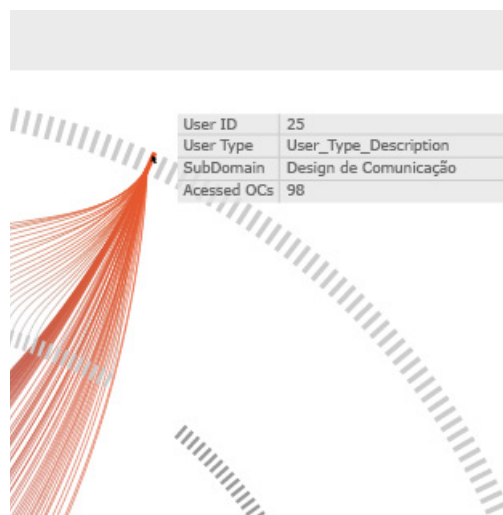 User ID 25
User Type User_Type_Description
SubDomain Design de Comunicação
Acessed OCs 98